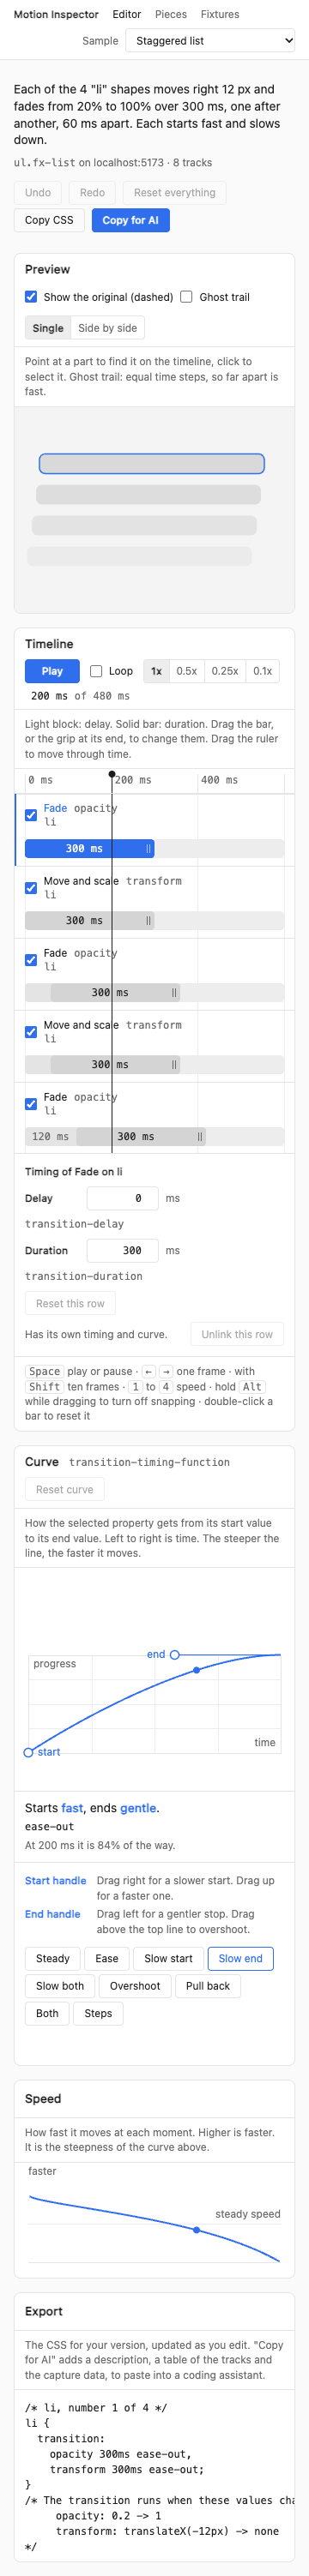 Motion Inspector Editor Pieces Fixtures
Sample Staggered list
Each of the 4 "li" shapes moves right 12 px and
fades from 20% to 100% over 300 ms, one after
another, 60 ms apart. Each starts fast and slows
down.
ul.fx-list on localhost:5173 · 8 tracks
Undo Redo Reset everything
Copy CSS Copy for AI
Preview
Show the original (dashed) Ghost trail
Single Side by side
Point at a part to find it on the timeline, click to
select it. Ghost trail: equal time steps, so far apart is
fast.
Timeline
Play Loop 1x 0.5x 0.25x 0.1x
200 ms of 480 ms
Light block: delay. Solid bar: duration. Drag the bar,
or the grip at its end, to change them. Drag the ruler
to move through time.
0 ms 200 ms 400 ms
Fade opacity
li
300 ms
Move and scale transform
li
300 ms
Fade opacity
li
300 ms
Move and scale transform
li
300 ms
Fade opacity
li
120 ms 300 ms
Timing of Fade on li
Delay 0 ms
transition-delay
Duration 300 ms
transition-duration
Reset this row
Has its own timing and curve. Unlink this row
Space play or pause · ← → one frame · with
Shift ten frames · 1 to 4 speed · hold Alt
while dragging to turn off snapping · double-click a
bar to reset it
Curve transition-timing-function
Reset curve
How the selected property gets from its start value
to its end value. Left to right is time. The steeper the
line, the faster it moves.
end
progress
time
start
Starts fast, ends gentle.
ease-out
At 200 ms it is 84% of the way.
Start handle Drag right for a slower start. Drag up
for a faster one.
End handle Drag left for a gentler stop. Drag
above the top line to overshoot.
Steady Ease Slow start Slow end
Slow both Overshoot Pull back
Both Steps
Speed
How fast it moves at each moment. Higher is faster.
It is the steepness of the curve above.
faster
steady speed
Export
The CSS for your version, updated as you edit. "Copy
for AI" adds a description, a table of the tracks and
the capture data, to paste into a coding assistant.
/* li, number 1 of 4 */
li {
transition:
opacity 300ms ease-out,
transform 300ms ease-out;
}
/* The transition runs when these values cha
opacity: 0.2 -> 1
transform: translateX(-12px) -> none
*/